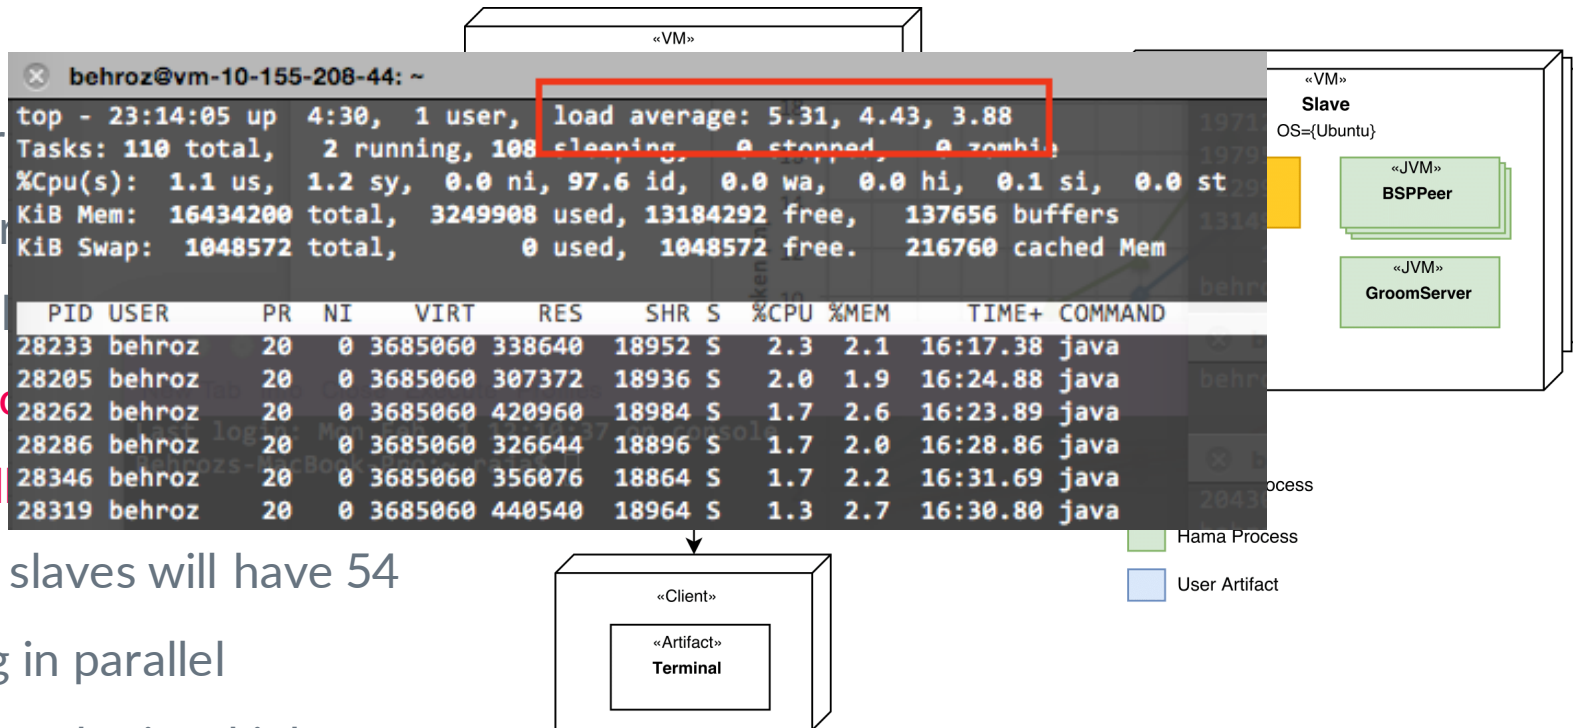 «VM»
behroz@vm-10-155-208-44: ~
top - 23:14:05 up  4:30,  1 user,  load average: 5.31, 4.43, 3.88
Tasks: 110 total,   2 running, 108 sleeping,   0 stopped,   0 zombie
%Cpu(s):  1.1 us,  1.2 sy,  0.0 ni, 97.6 id,  0.0 wa,  0.0 hi,  0.1 si,  0.0 st
KiB Mem:  16434200 total,  3249908 used, 13184292 free,   137656 buffers
KiB Swap:  1048572 total,        0 used,  1048572 free.   216760 cached Mem
PID USER      PR  NI    VIRT    RES    SHR S  %CPU %MEM     TIME+ COMMAND
28233 behroz    20   0 3685060 338640  18952 S   2.3  2.1  16:17.38 java
28205 behroz    20   0 3685060 307372  18936 S   2.0  1.9  16:24.88 java
28262 behroz    20   0 3685060 420960  18984 S   1.7  2.6  16:23.89 java
28286 behroz    20   0 3685060 326644  18896 S   1.7  2.0  16:28.86 java
28346 behroz    20   0 3685060 356076  18864 S   1.7  2.2  16:31.69 java
28319 behroz    20   0 3685060 440540  18964 S   1.3  2.7  16:30.80 java
«VM»
Slave
OS={Ubuntu}
«JVM»
BSPPeer
«JVM»
GroomServer
ocess
Hama Process
User Artifact
slaves will have 54
g in parallel
«Client»
«Artifact»
Terminal